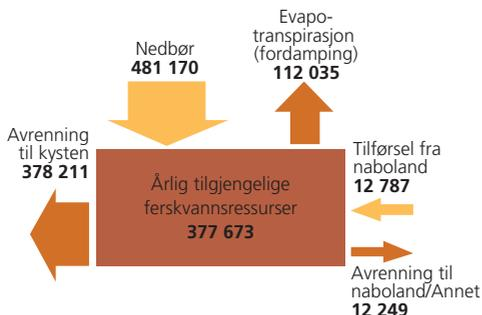 Nedbør
481 170
Evapo-
transpirasjon
(fordamping)
112 035
Avrenning
til kysten
378 211
Årlig tilgjengelige
ferskvannsressurser
377 673
Tilførsel fra
naboland
12 787
Avrenning til
naboland/Annet
12 249